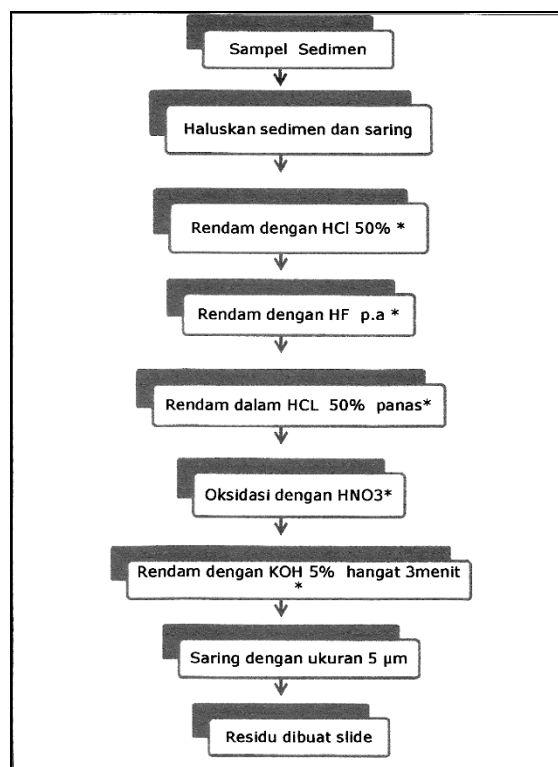 Sampel Sedimen
Haluskan sedimen dan saring
Rendam dengan HCl 50% *
Rendam dengan HF p.a *
Rendam dalam HCL 50% panas*
Oksidasi dengan HNO3*
Rendam dengan KOH 5% hangat 3menit
*
Saring dengan ukuran 5 µm
Residu dibuat slide